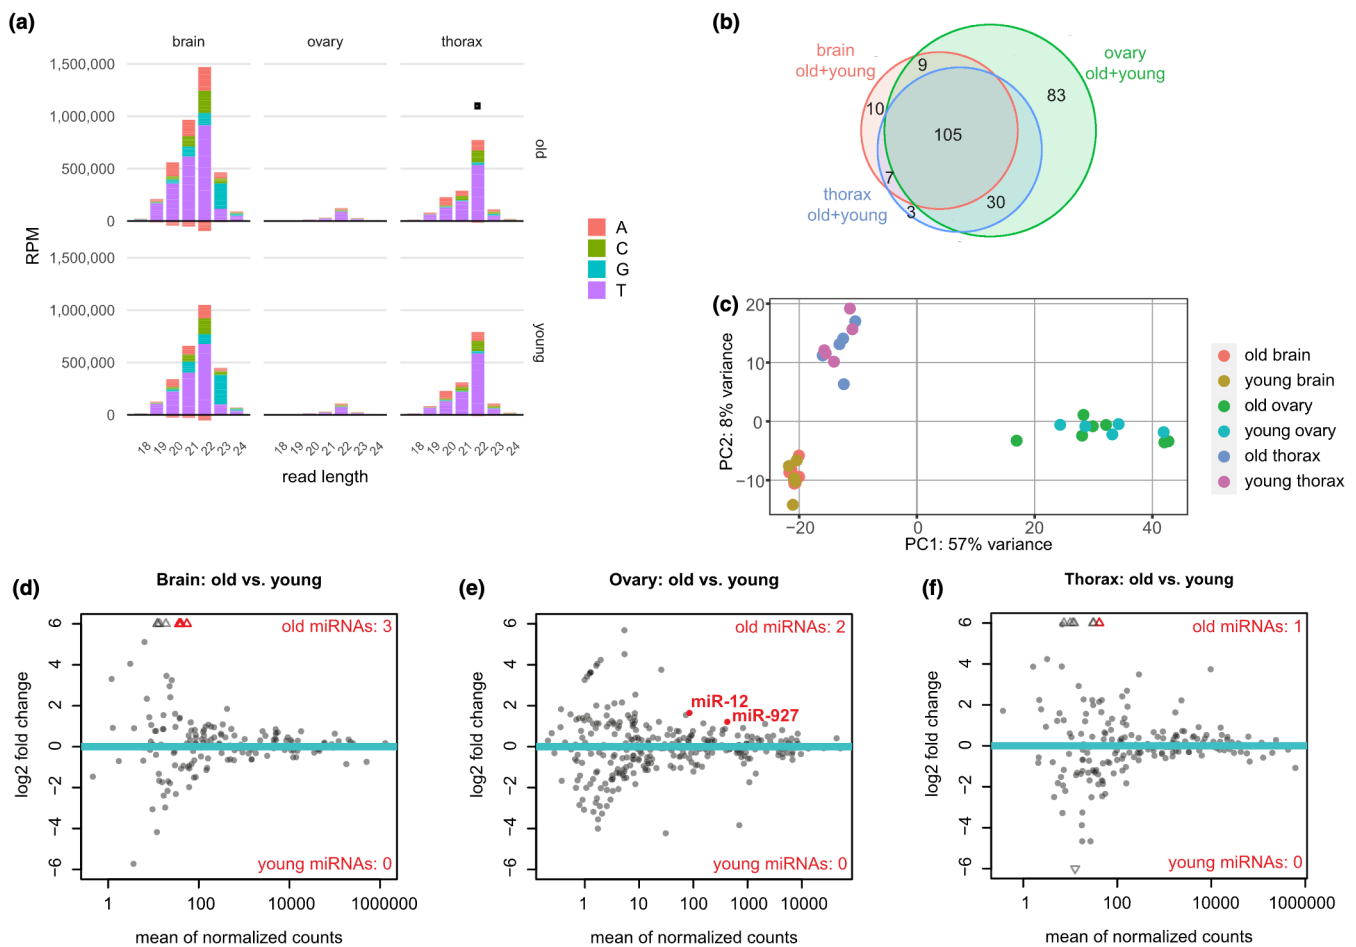 (a)
brain
ovary
thorax
1,500,000
1,000,000
500,000
0
old
1,500,000
1,000,000
500,000
0
young
RPM
18 19 20 21 22 23 24
18 19 20 21 22 23 24
18 19 20 21 22 23 24
read length
A
C
G
T
(b)
brain
old+young
ovary
old+young
thorax
old+young
9
10
83
105
7
3
30
(c)
20
10
0
−10
PC2: 8% variance
−20
0
20
40
PC1: 57% variance
old brain
young brain
old ovary
young ovary
old thorax
young thorax
(d)
Brain: old vs. young
old miRNAs: 3
young miRNAs: 0
6
4
2
0
−2
−4
−6
log2 fold change
1
100
10000
1000000
mean of normalized counts
(e)
Ovary: old vs. young
old miRNAs: 2
miR-12
miR-927
young miRNAs: 0
6
4
2
0
−2
−4
−6
log2 fold change
1
10
100
1000
10000
mean of normalized counts
(f)
Thorax: old vs. young
old miRNAs: 1
young miRNAs: 0
6
4
2
0
−2
−4
−6
log2 fold change
1
100
10000
1000000
mean of normalized counts